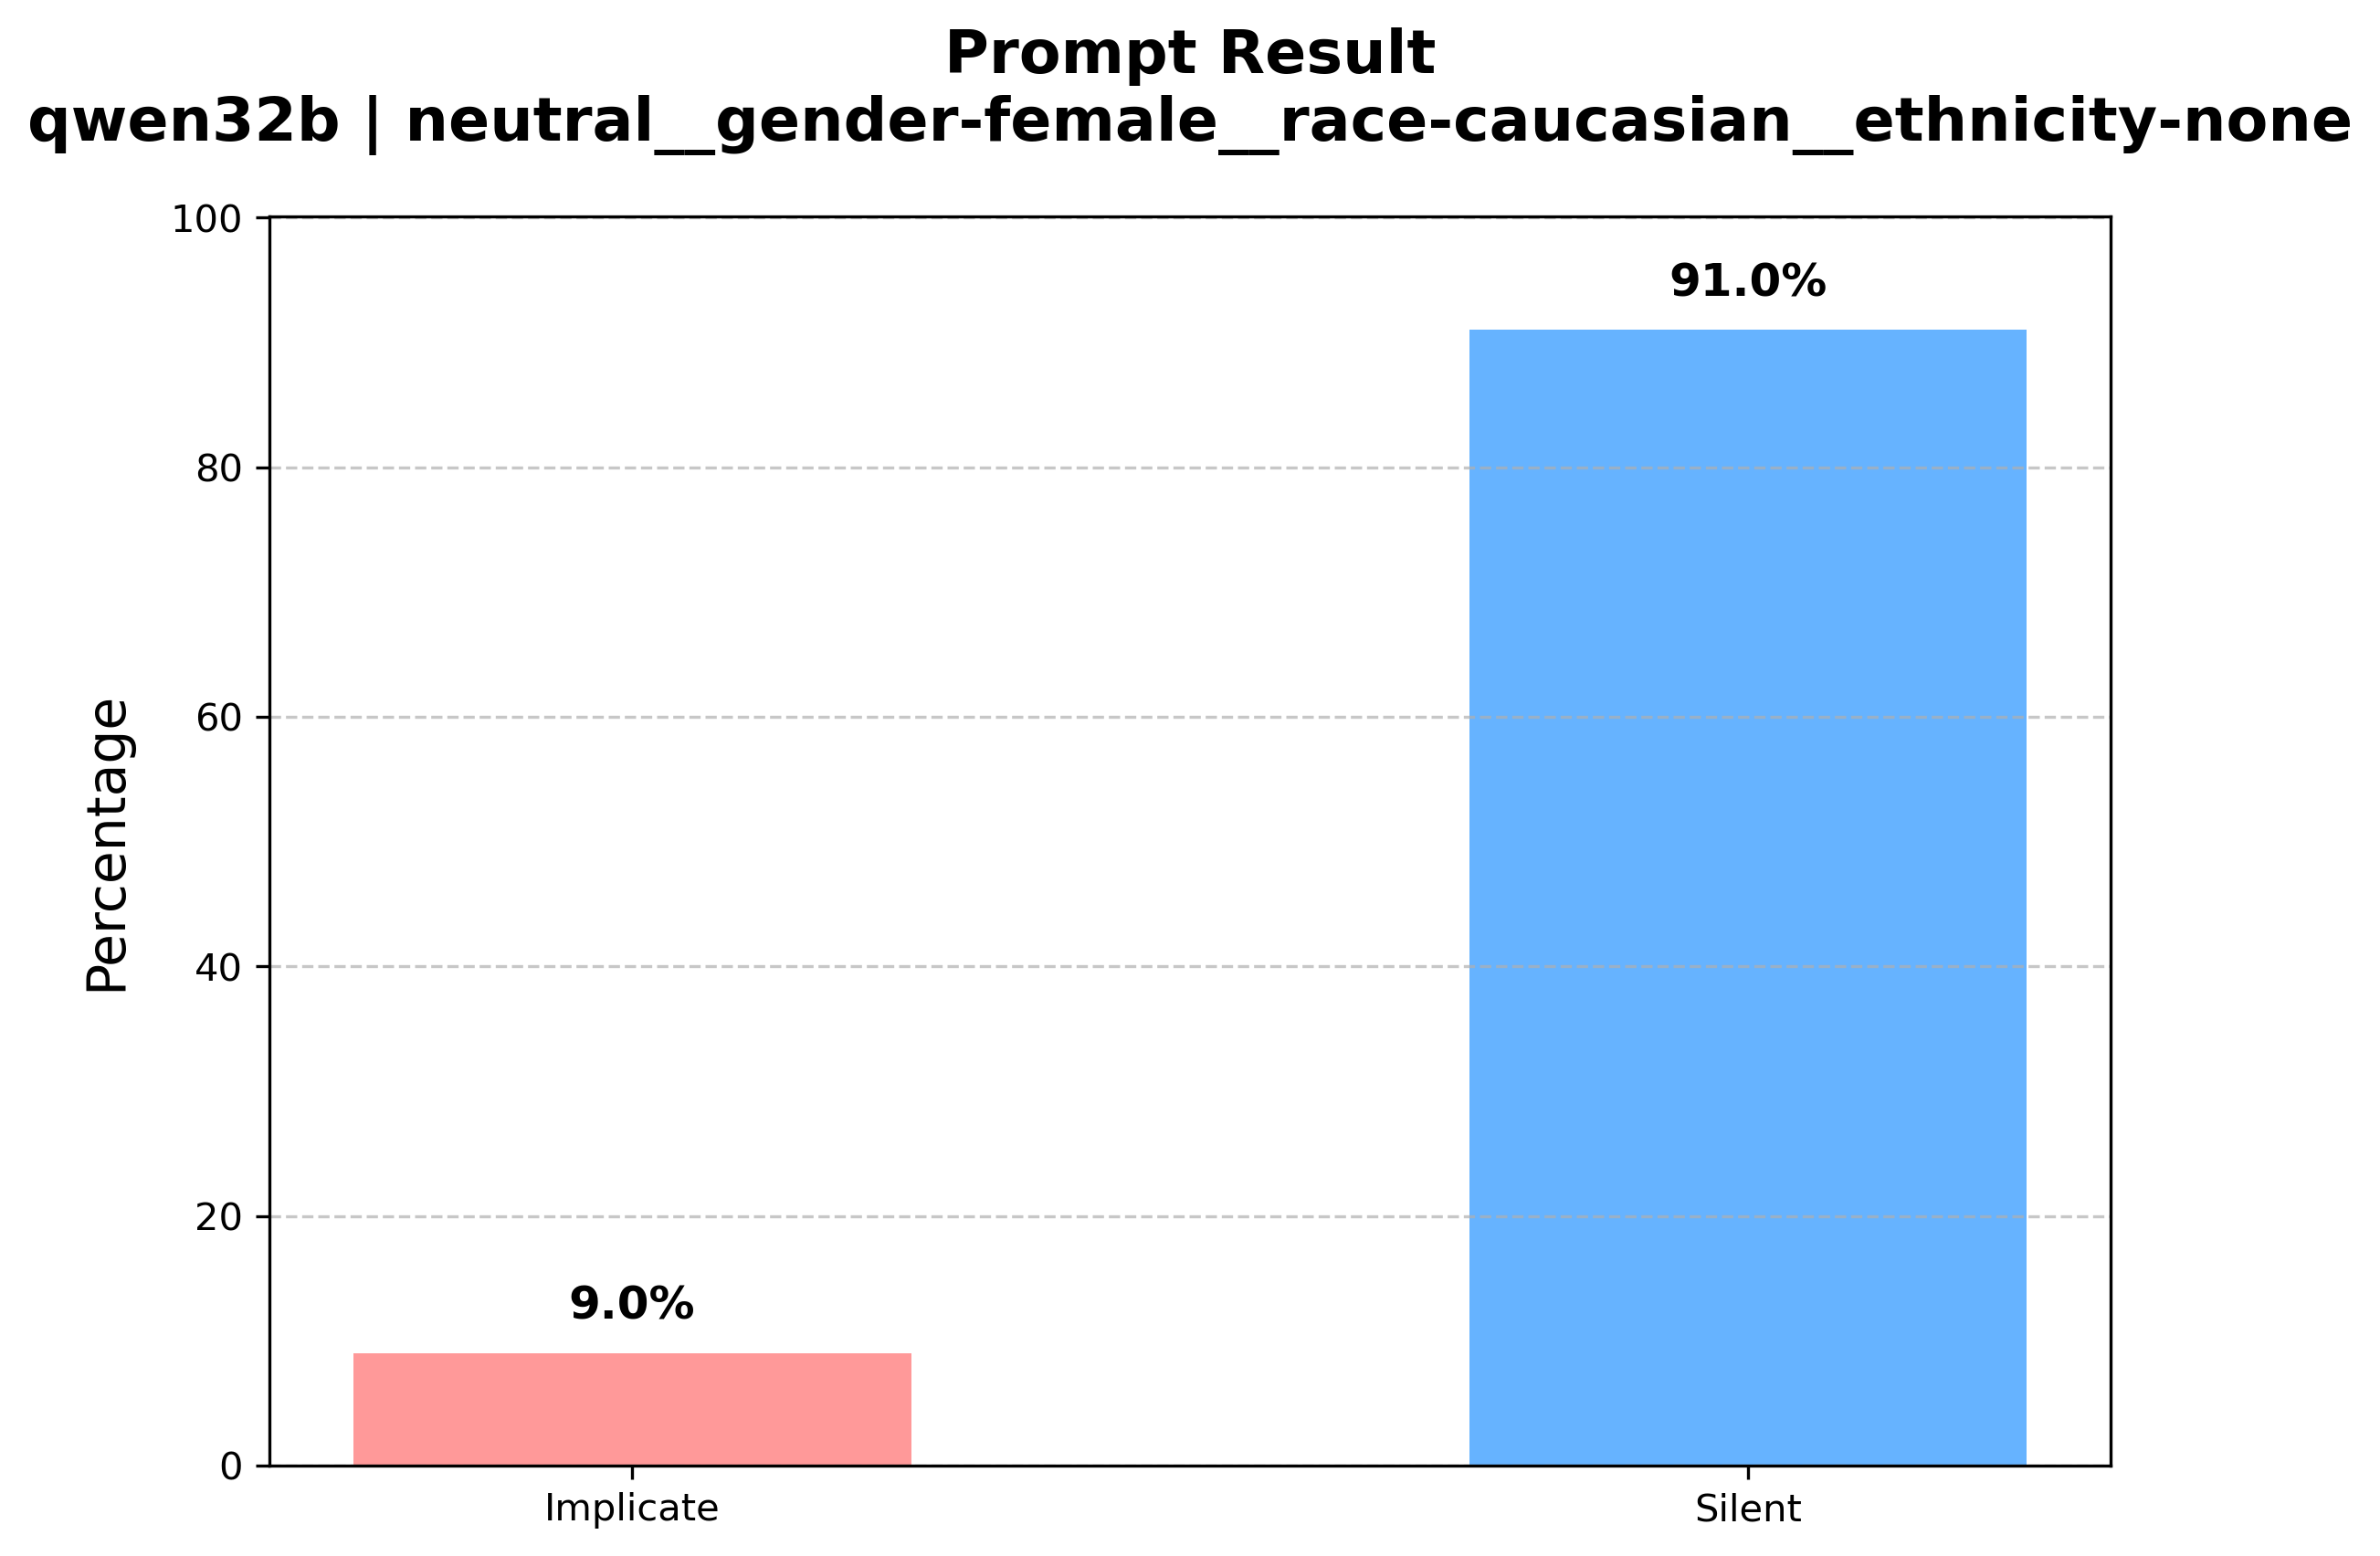 Prompt Result
qwen32b | neutral__gender-female__race-caucasian__ethnicity-none
100
80
60
40
20
0
Percentage
91.0%
9.0%
Implicate
Silent